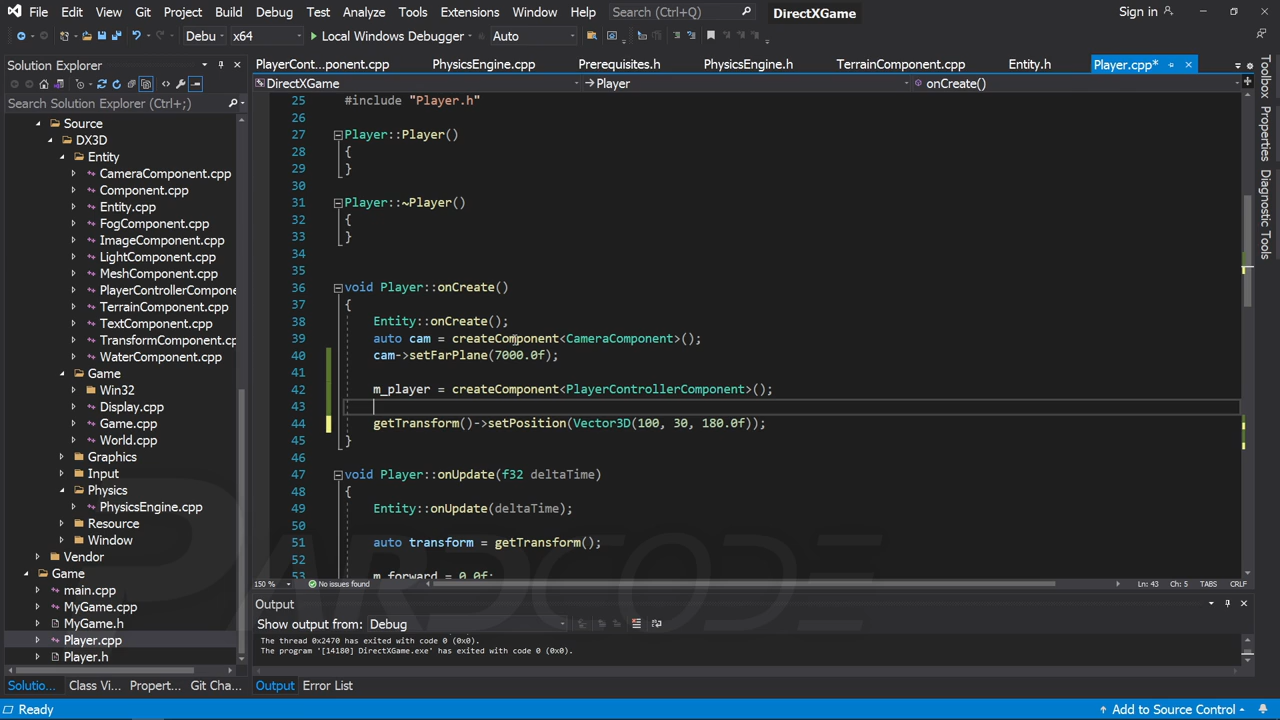 File Edit View Git Project Build Debug Test Analyze Tools Extensions Window Help Search (Ctrl+Q) DirectXGame Sign in
Debu x64 Local Windows Debugger Auto
Solution Explorer
Search Solution Explorer (Ctrl+;)
Source
DX3D
Entity
CameraComponent.cpp
Component.cpp
Entity.cpp
FogComponent.cpp
ImageComponent.cpp
LightComponent.cpp
MeshComponent.cpp
PlayerControllerCompone
TerrainComponent.cpp
TextComponent.cpp
TransformComponent.cpp
WaterComponent.cpp
Game
Win32
Display.cpp
Game.cpp
World.cpp
Graphics
Input
Physics
PhysicsEngine.cpp
Resource
Window
Vendor
Game
main.cpp
MyGame.cpp
MyGame.h
Player.cpp
Player.h
Solutio... Class Vi... Propert... Git Cha...
PlayerCont...ponent.cpp PhysicsEngine.cpp Prerequisites.h PhysicsEngine.h TerrainComponent.cpp Entity.h Player.cpp*
DirectXGame Player onCreate()
25 #include "Player.h"
26
27 Player::Player()
28 {
29 }
30
31 Player::~Player()
32 {
33 }
34
35
36 void Player::onCreate()
37 {
38 Entity::onCreate();
39 auto cam = createComponent<CameraComponent>();
40 cam->setFarPlane(7000.0f);
41
42 m_player = createComponent<PlayerControllerComponent>();
43
44 getTransform()->setPosition(Vector3D(100, 30, 180.0f));
45 }
46
47 void Player::onUpdate(f32 deltaTime)
48 {
49 Entity::onUpdate(deltaTime);
50
51 auto transform = getTransform();
52
53 m_forward = 0.0f;
PARDCODE
150 % No issues found Ln: 43 Ch: 5 TABS CRLF
Output
Show output from: Debug
The thread 0x2470 has exited with code 0 (0x0).
The program '[14180] DirectXGame.exe' has exited with code 0 (0x0).
Output Error List
Toolbox
Diagnostic Tools
Ready Add to Source Control